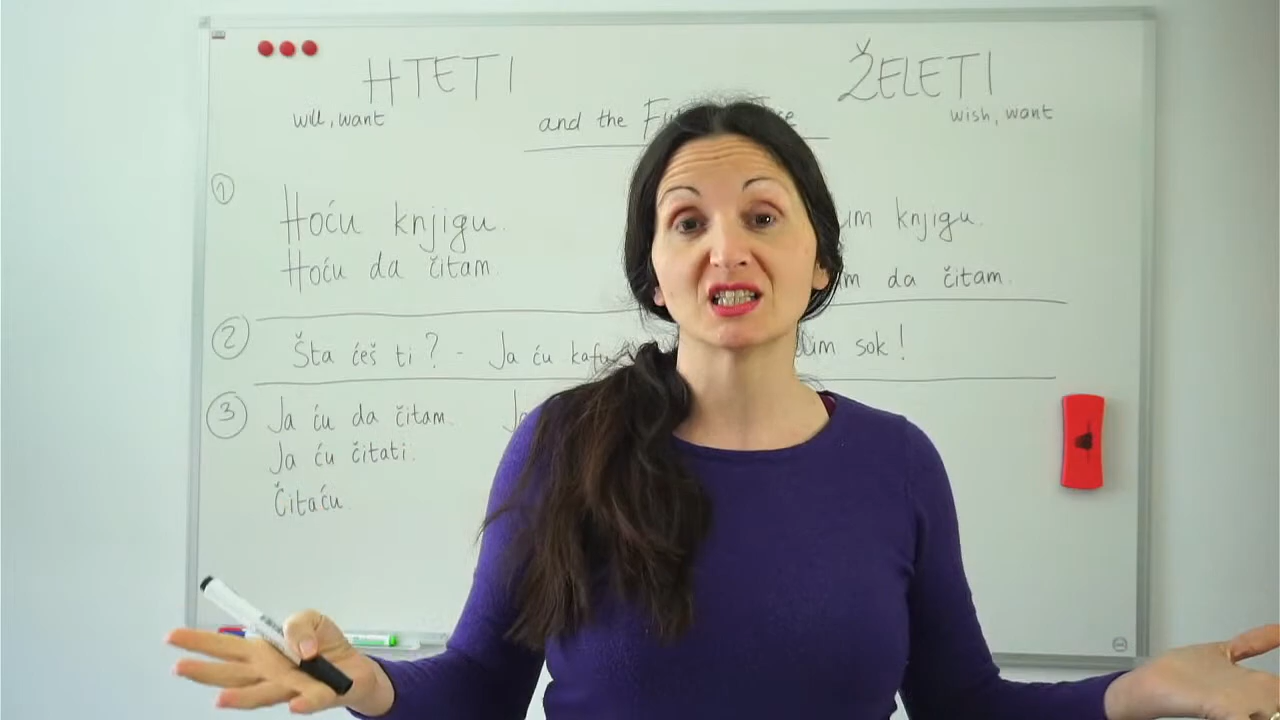 HTETI ŽELETI
will, want and the wish, want
1
Hoću knjigu. knjigu.
Hoću da čitam. da čitam.
2 Šta ćeš ti? - Ja ću sok!
3 Ja ću da čitam. Ja
Ja ću čitati.
Čitaću